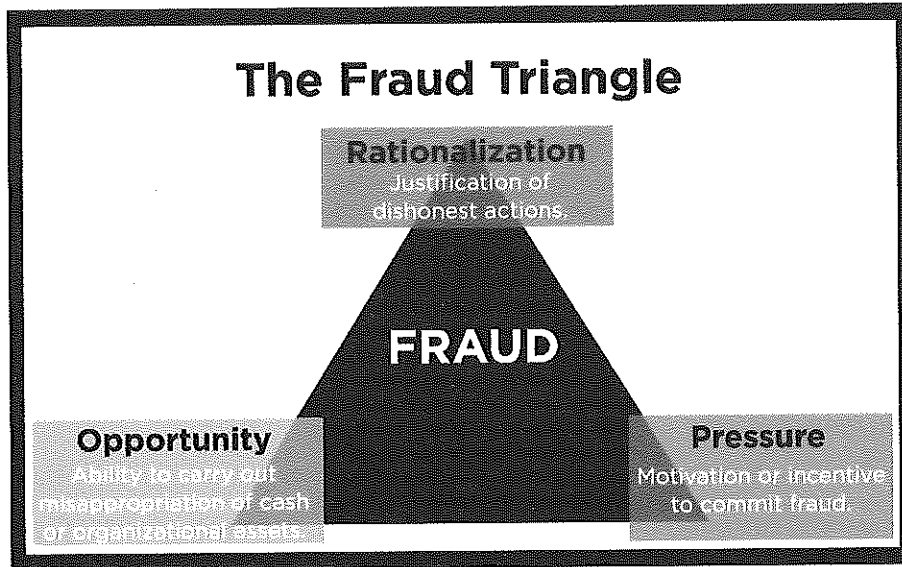 The Fraud Triangle
Rationalization
Justification of
dishonest actions.
FRAUD
Opportunity
Ability to carry out
misappropriation of cash
or organizational assets.
Pressure
Motivation or incentive
to commit fraud.